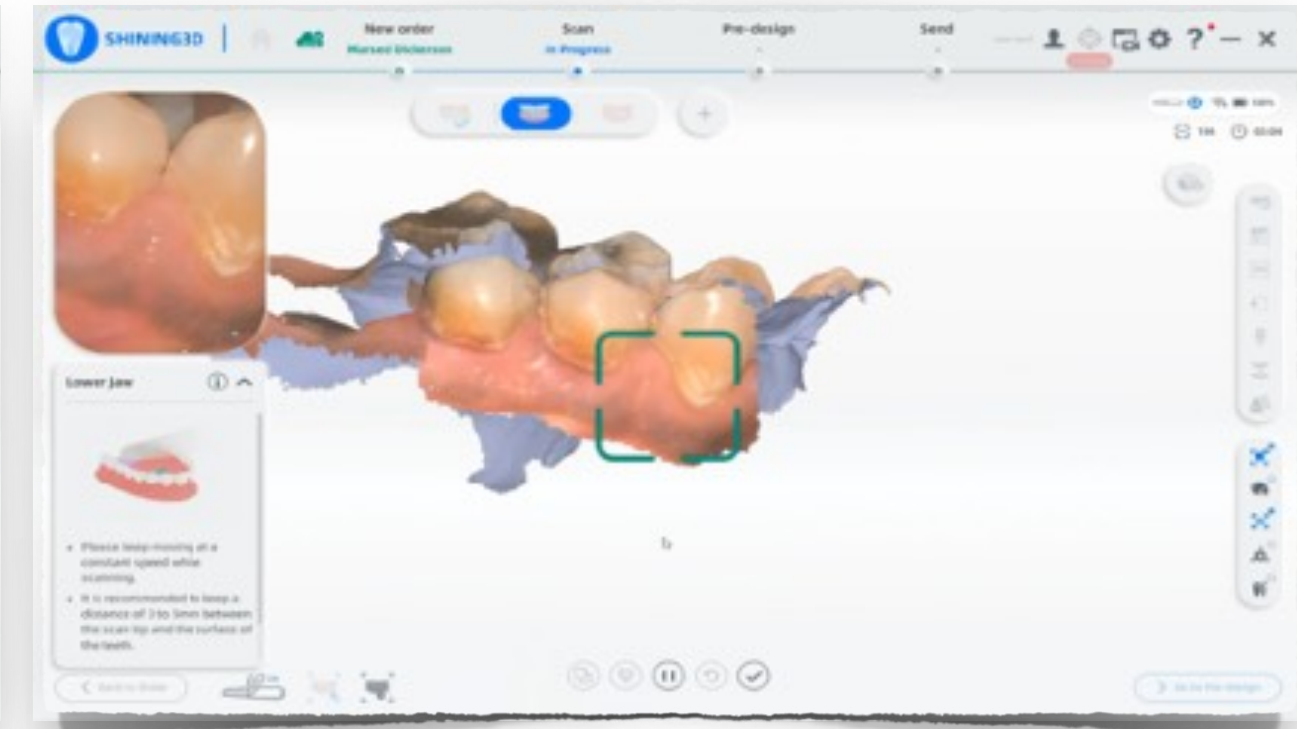 SHINING3D
New order
Scan
In Progress
Pre-design
Send
Lower Jaw
Please keep moving at a
constant speed while
scanning.
It is recommended to keep a
distance of 3 to 5mm between
the scan tip and the surface of
the teeth.